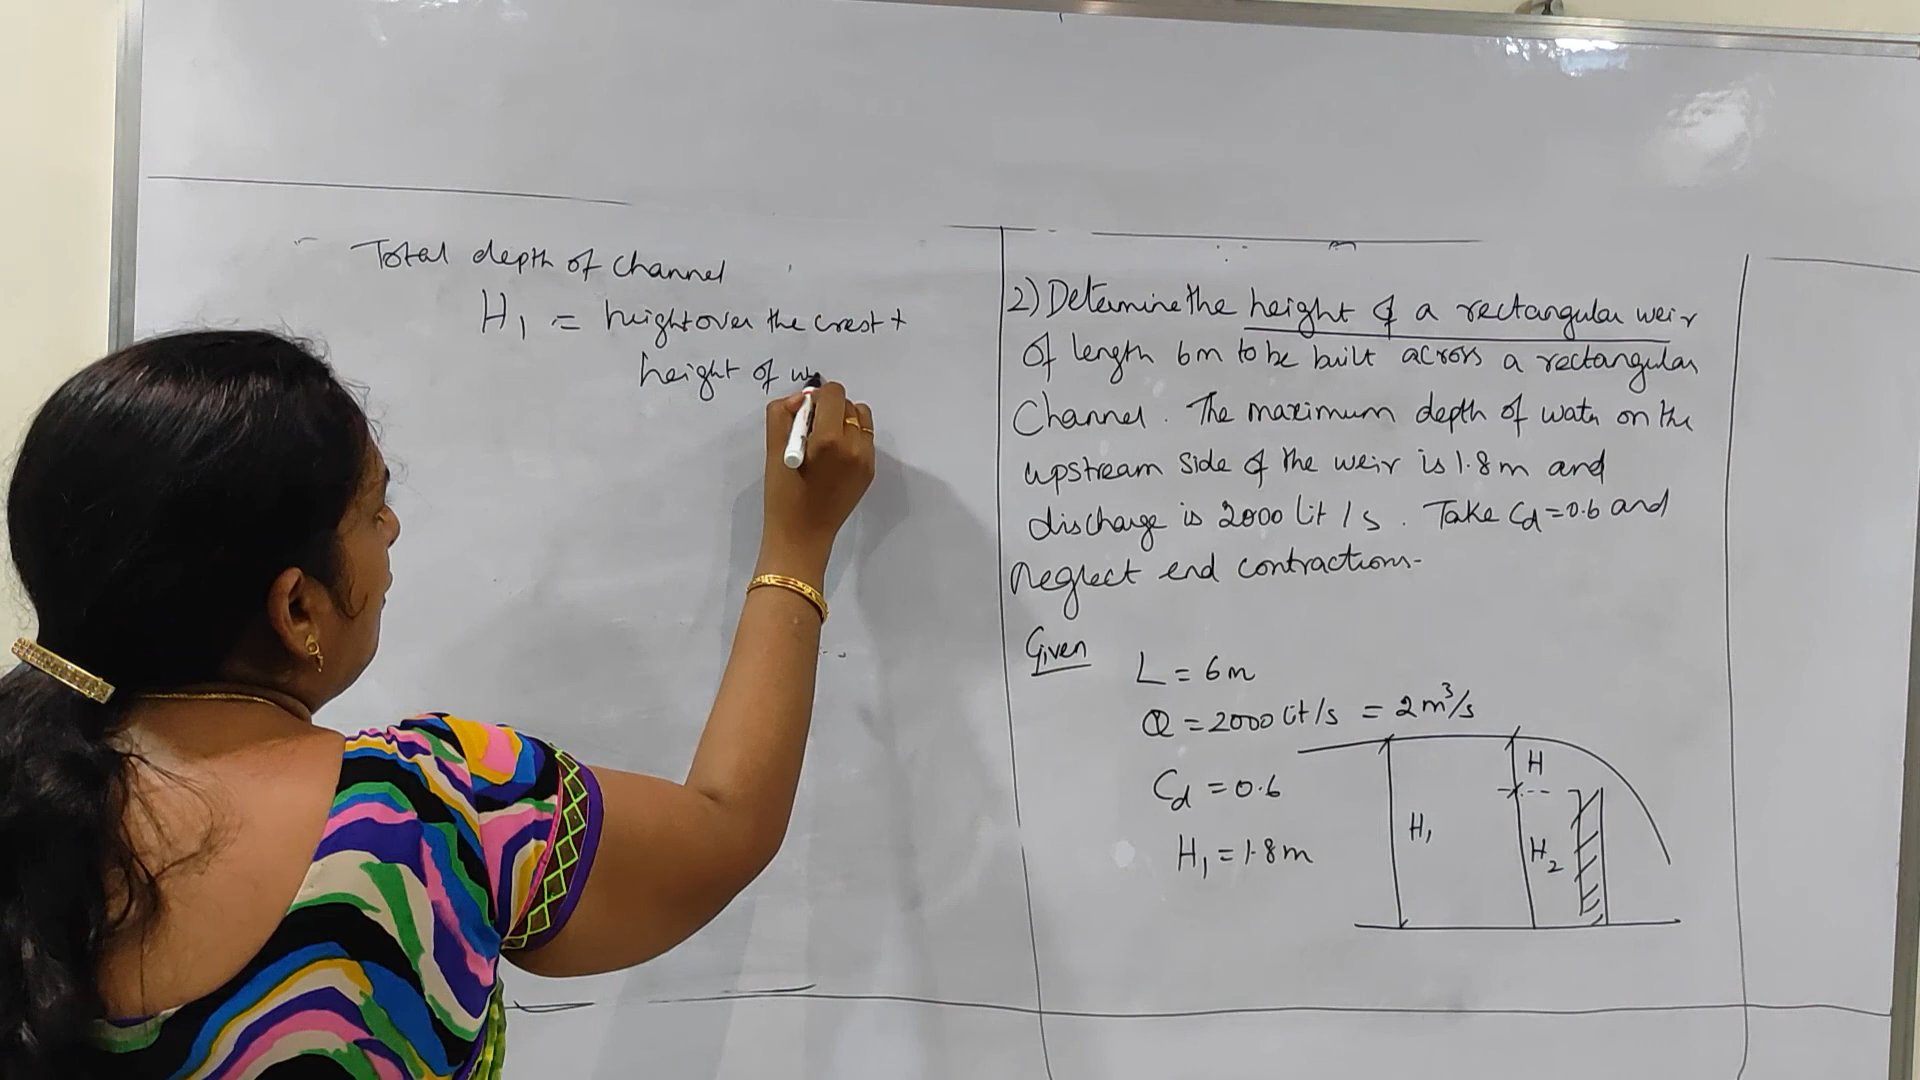 Total depth of channel
H₁ = height over the crest +
height of w
2) Determine the height of a rectangular weir
of length 6m to be built across a rectangular
Channel. The maximum depth of water on the
upstream side of the weir is 1.8m and
discharge is 2000 lit/s. Take Cd=0.6 and
neglect end contractions.
Given
L = 6m
Q = 2000 lit/s = 2m³/s
Cd = 0.6
H₁ = 1.8m
H
H₁
H₂